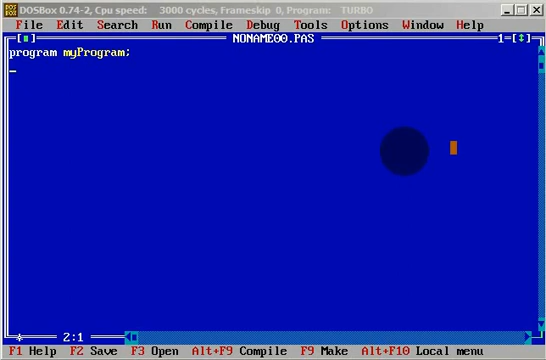 DOSBox 0.74-2, Cpu speed: 3000 cycles, Frameskip 0, Program: TURBO
File Edit Search Run Compile Debug Tools Options Window Help
NONAME00.PAS 1=[↕]
program myProgram;
2:1
F1 Help F2 Save F3 Open Alt+F9 Compile F9 Make Alt+F10 Local menu